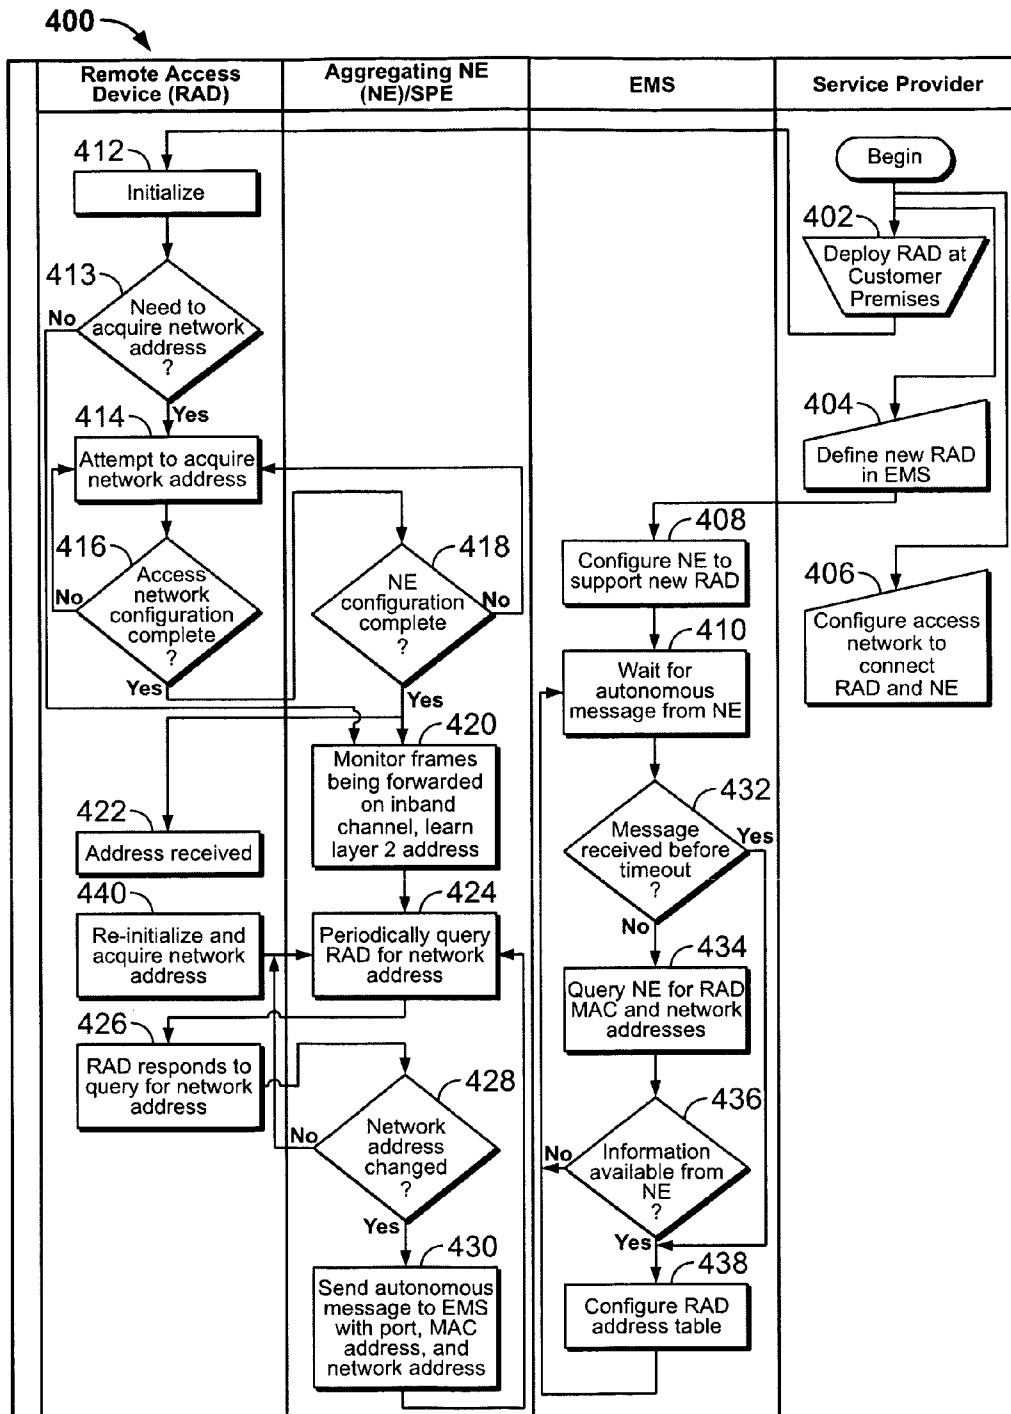 400
Remote Access
Device (RAD)
Aggregating NE
(NE)/SPE
EMS
Service Provider
412
Initialize
413
Need to
acquire network
address
?
No
Yes
414
Attempt to acquire
network address
416
Access
network
configuration
complete
?
No
Yes
422
Address received
440
Re-initialize and
acquire network
address
426
RAD responds to
query for network
address
418
NE
configuration
complete
?
No
Yes
420
Monitor frames
being forwarded
on inband
channel, learn
layer 2 address
424
Periodically query
RAD for network
address
428
Network
address
changed
?
No
Yes
430
Send autonomous
message to EMS
with port, MAC
address, and
network address
408
Configure NE to
support new RAD
410
Wait for
autonomous
message from NE
432
Message
received before
timeout
?
Yes
No
434
Query NE for RAD
MAC and network
addresses
436
Information
available from
NE
?
No
Yes
438
Configure RAD
address table
Begin
402
Deploy RAD at
Customer
Premises
404
Define new RAD
in EMS
406
Configure access
network to
connect
RAD and NE